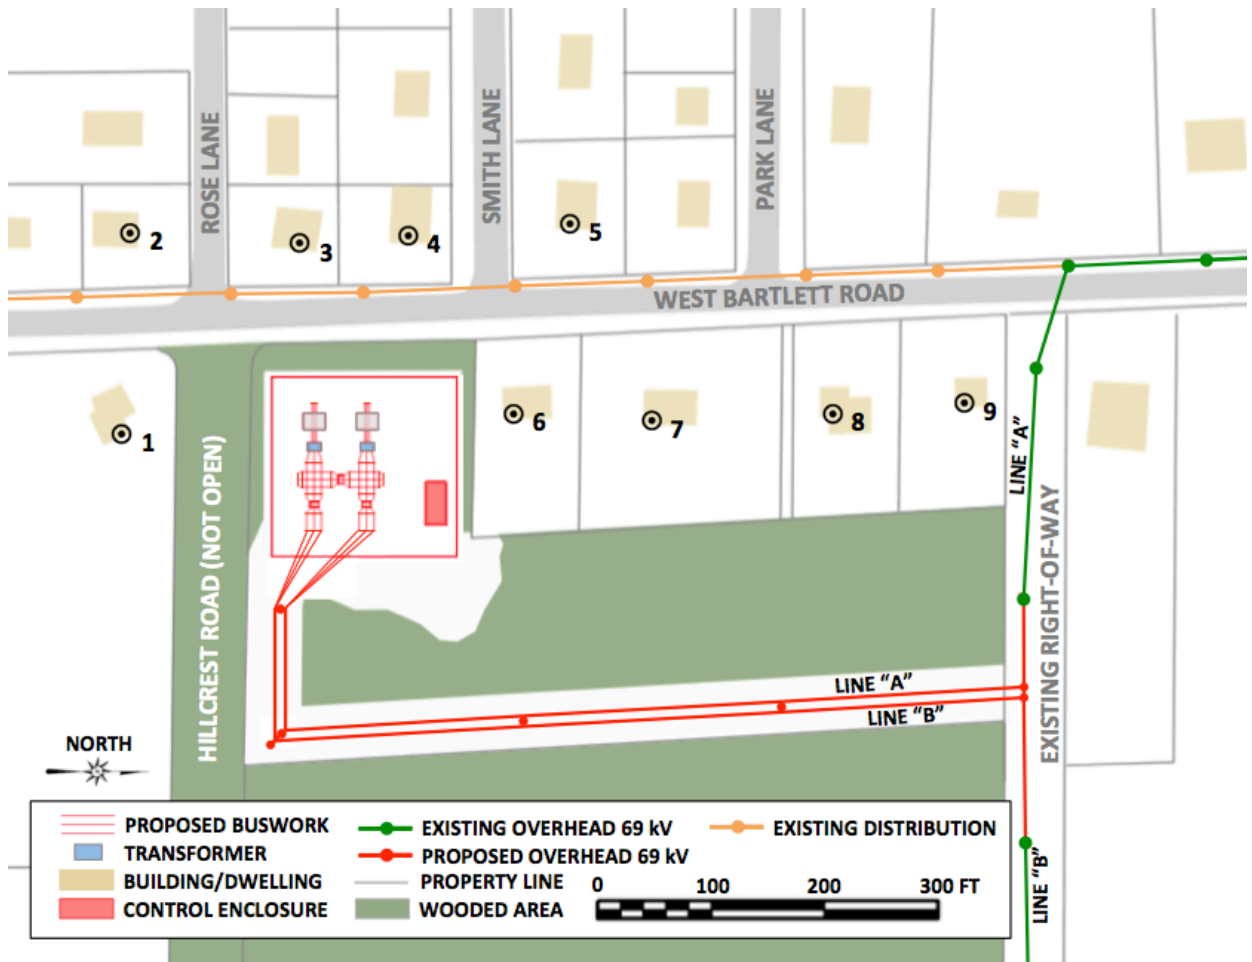 ROSE LANE
SMITH LANE
PARK LANE
2
3
4
5
WEST BARTLETT ROAD
1
6
7
8
9
LINE "A"
HILLCREST ROAD (NOT OPEN)
EXISTING RIGHT-OF-WAY
LINE "A"
LINE "B"
NORTH
PROPOSED BUSWORK
TRANSFORMER
BUILDING/DWELLING
CONTROL ENCLOSURE
EXISTING OVERHEAD 69 kV
PROPOSED OVERHEAD 69 kV
PROPERTY LINE
WOODED AREA
EXISTING DISTRIBUTION
0 100 200 300 FT
LINE "B"